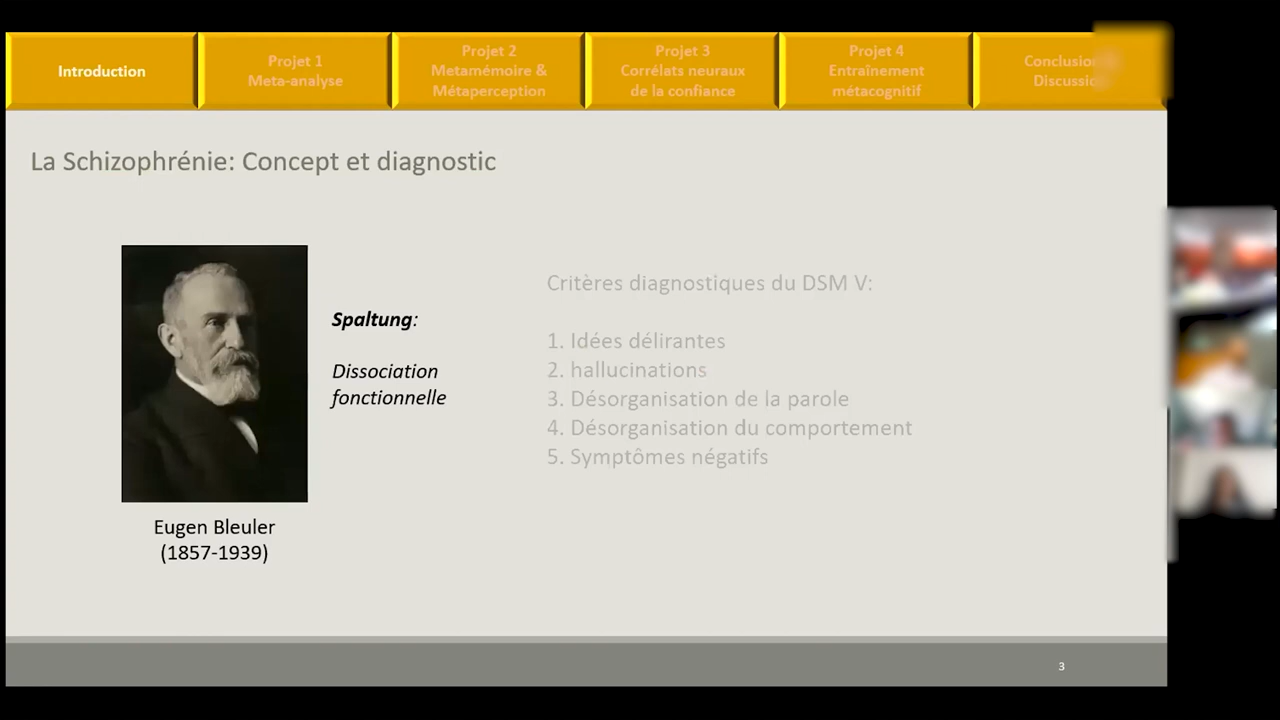 Introduction
Projet 1
Meta-analyse
Projet 2
Metamémoire &
Métaperception
Projet 3
Corrélats neuraux
de la confiance
Projet 4
Entraînement
métacognitif
La Schizophrénie: Concept et diagnostic
Spaltung:
Dissociation
fonctionnelle
Eugen Bleuler
(1857-1939)
Critères diagnostiques du DSM V:
1. Idées délirantes
2. hallucinations
3. Désorganisation de la parole
4. Désorganisation du comportement
5. Symptômes négatifs
3